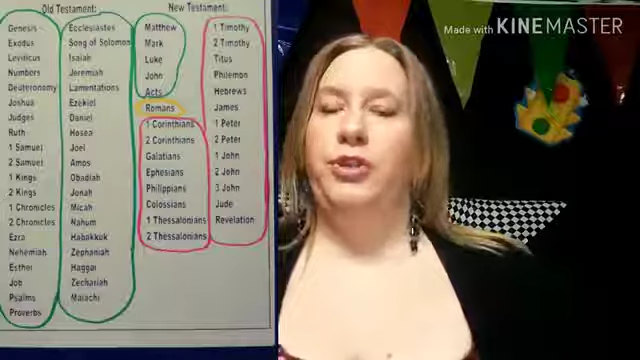 Old Testament:
Genesis
Exodus
Leviticus
Numbers
Deuteronomy
Joshua
Judges
Ruth
1 Samuel
2 Samuel
1 Kings
2 Kings
1 Chronicles
2 Chronicles
Ezra
Nehemiah
Esther
Job
Psalms
Proverbs
Ecclesiastes
Song of Solomon
Isaiah
Jeremiah
Lamentations
Ezekiel
Daniel
Hosea
Joel
Amos
Obadiah
Jonah
Micah
Nahum
Habakkuk
Zephaniah
Haggai
Zechariah
Malachi
New Testament:
Matthew
Mark
Luke
John
Acts
Romans
1 Corinthians
2 Corinthians
Galatians
Ephesians
Philippians
Colossians
1 Thessalonians
2 Thessalonians
1 Timothy
2 Timothy
Titus
Philemon
Hebrews
James
1 Peter
2 Peter
1 John
2 John
3 John
Jude
Revelation
Made with KINEMASTER